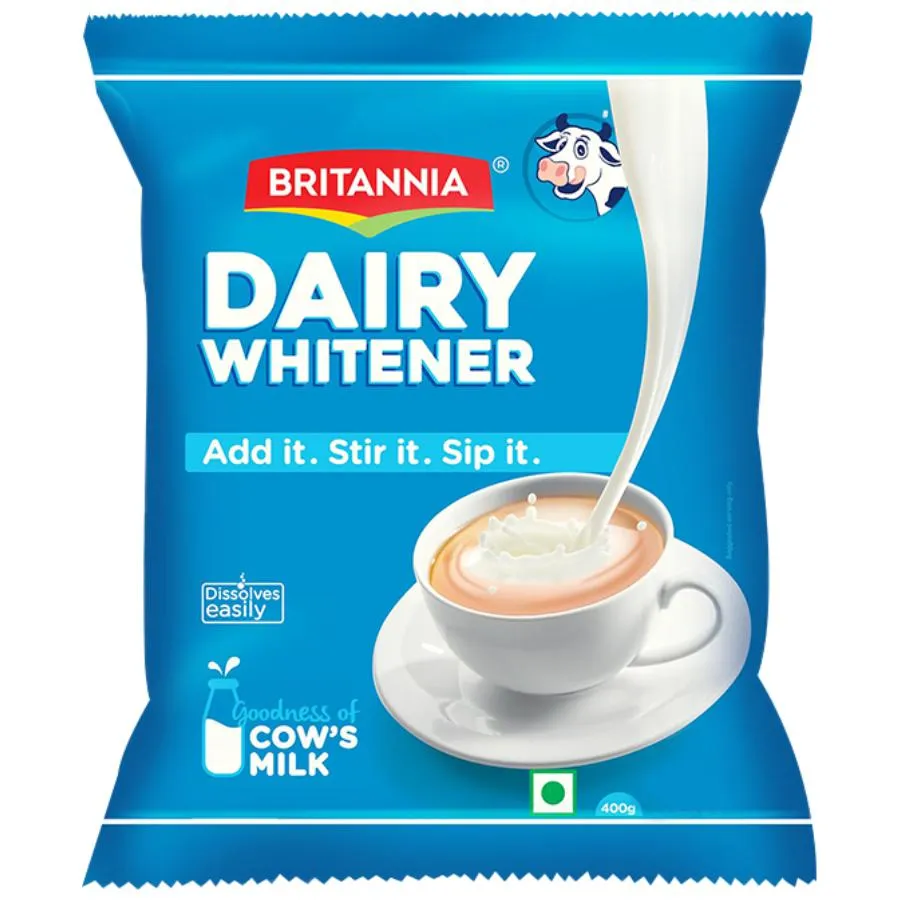 BRITANNIA ®
DAIRY
WHITENER
Add it. Stir it. Sip it.
Dissolves
easily
Goodness of
COW'S
MILK
400g